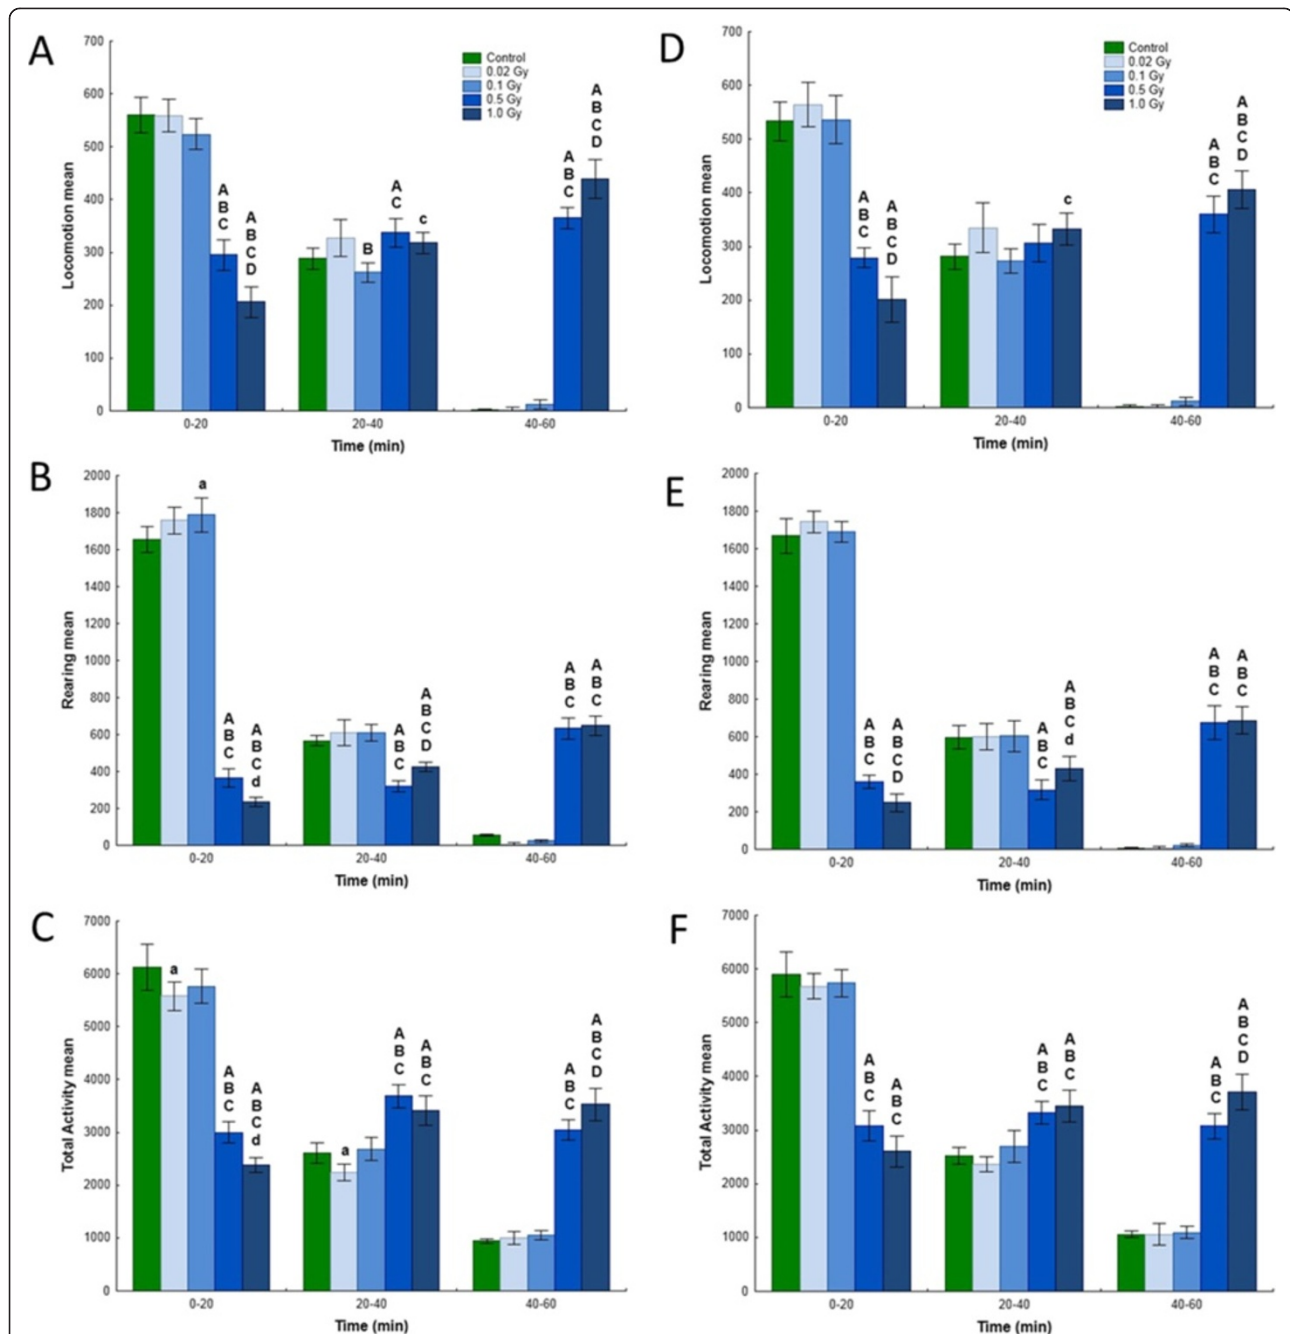 A
Locomotion mean
700
600
500
400
300
200
100
0
Control
0.02 Gy
0.1 Gy
0.5 Gy
1.0 Gy
A
B
C
A
B
C
D
B
A
C
c
A
B
C
A
B
C
D
0-20
20-40
40-60
Time (min)
D
Locomotion mean
700
600
500
400
300
200
100
0
Control
0.02 Gy
0.1 Gy
0.5 Gy
1.0 Gy
A
B
C
A
B
C
D
c
A
B
C
A
B
C
D
0-20
20-40
40-60
Time (min)
B
Rearing mean
2000
1800
1600
1400
1200
1000
800
600
400
200
0
a
A
B
C
A
B
C
d
A
B
C
A
B
C
D
A
B
C
A
B
C
0-20
20-40
40-60
Time (min)
E
Rearing mean
2000
1800
1600
1400
1200
1000
800
600
400
200
0
A
B
C
A
B
C
D
A
B
C
A
B
C
d
A
B
C
A
B
C
0-20
20-40
40-60
Time (min)
C
Total Activity mean
7000
6000
5000
4000
3000
2000
1000
0
a
A
B
C
A
B
C
d
a
A
B
C
A
B
C
A
B
C
A
B
C
D
0-20
20-40
40-60
Time (min)
F
Total Activity mean
7000
6000
5000
4000
3000
2000
1000
0
A
B
C
A
B
C
A
B
C
A
B
C
A
B
C
A
B
C
D
0-20
20-40
40-60
Time (min)